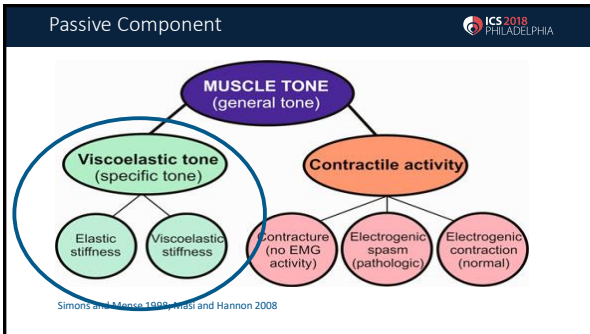 Passive Component
ICS 2018
PHILADELPHIA
MUSCLE TONE
(general tone)
Viscoelastic tone
(specific tone)
Contractile activity
Elastic
stiffness
Viscoelastic
stiffness
Contracture
(no EMG
activity)
Electrogenic
spasm
(pathologic)
Electrogenic
contraction
(normal)
Simons and Mense 1998; Masi and Hannon 2008